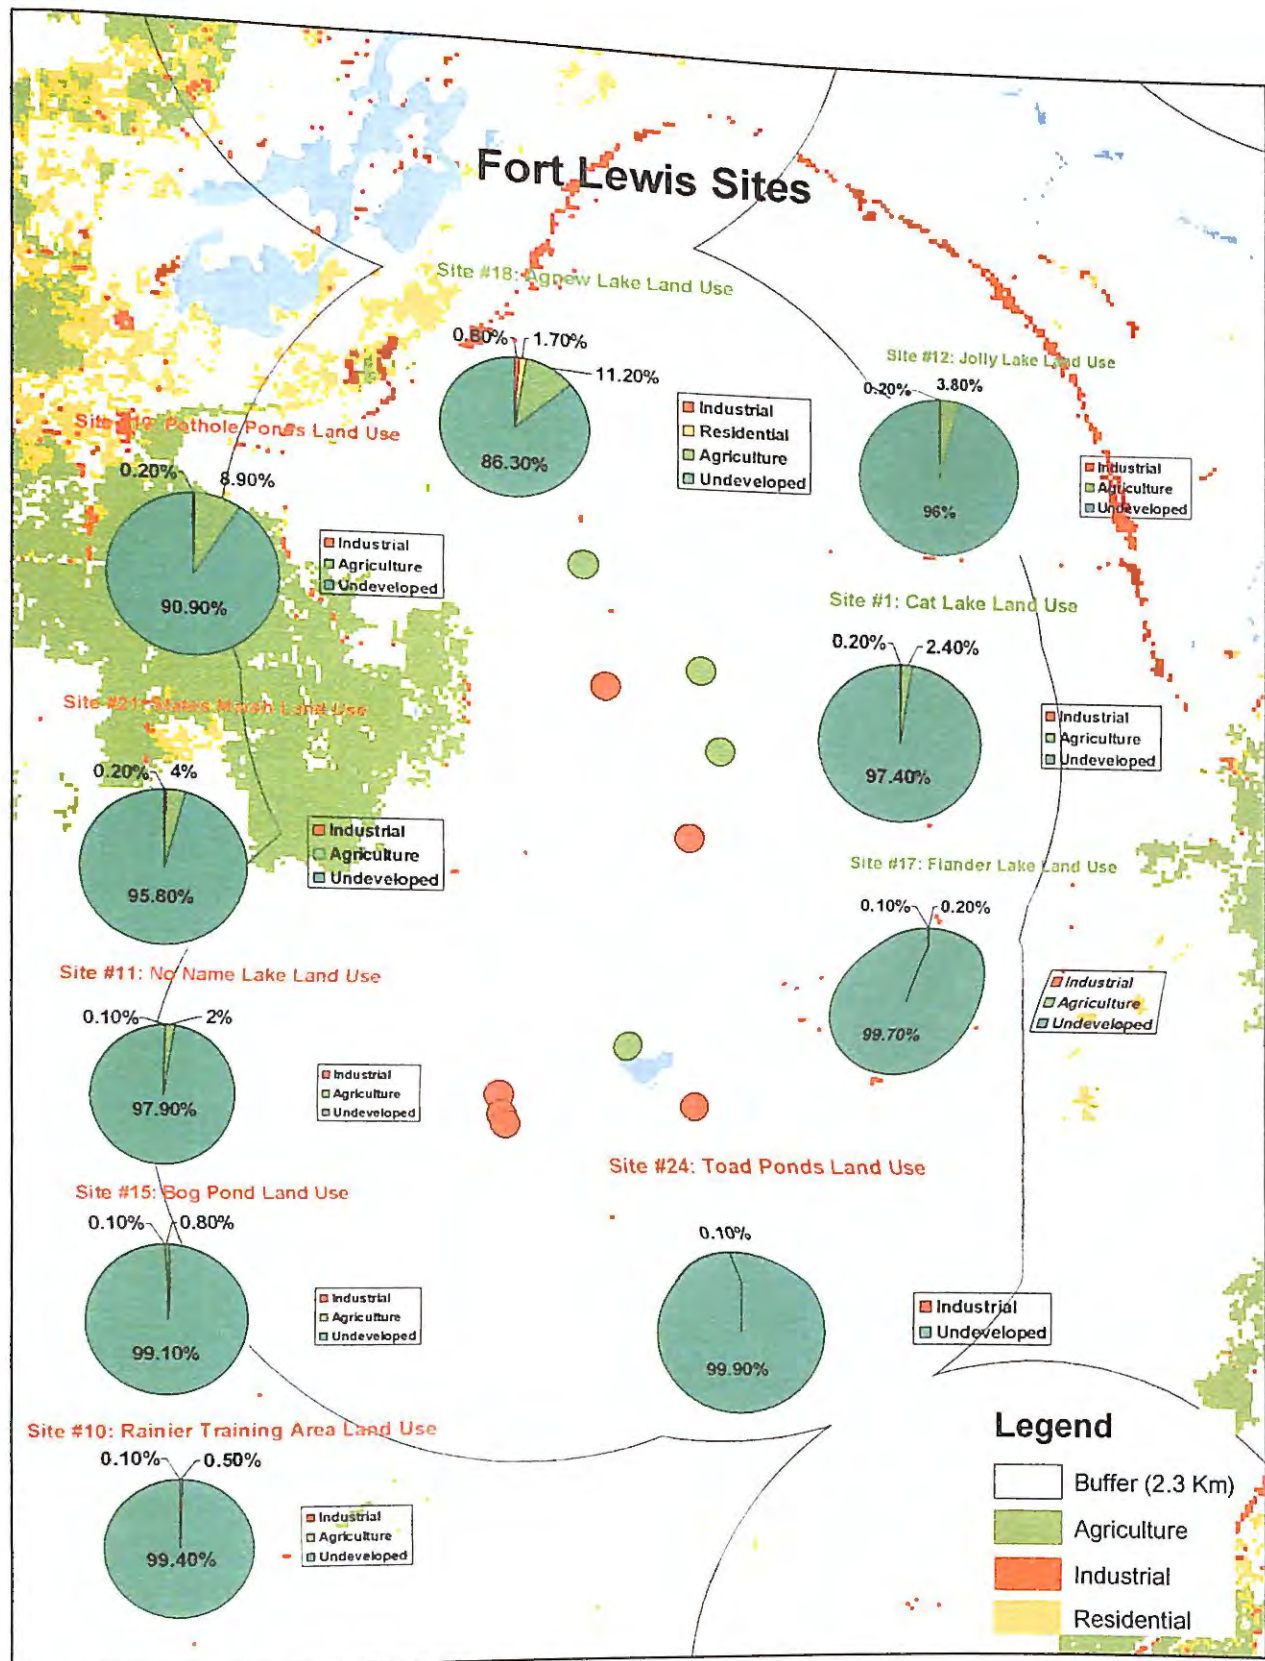 Fort Lewis Sites
Site #18: Agnew Lake Land Use
0.80% 1.70%
11.20%
86.30%
Industrial
Residential
Agriculture
Undeveloped
Site #12: Jolly Lake Land Use
0.20% 3.80%
96%
Industrial
Agriculture
Undeveloped
Site #19: Pothole Ponds Land Use
0.20% 8.90%
90.90%
Industrial
Agriculture
Undeveloped
Site #1: Cat Lake Land Use
0.20% 2.40%
97.40%
Industrial
Agriculture
Undeveloped
Site #21: States Marsh Land Use
0.20% 4%
95.80%
Industrial
Agriculture
Undeveloped
Site #17: Flander Lake Land Use
0.10% 0.20%
99.70%
Industrial
Agriculture
Undeveloped
Site #11: No Name Lake Land Use
0.10% 2%
97.90%
Industrial
Agriculture
Undeveloped
Site #24: Toad Ponds Land Use
0.10%
99.90%
Industrial
Undeveloped
Site #15: Bog Pond Land Use
0.10% 0.80%
99.10%
Industrial
Agriculture
Undeveloped
Site #10: Rainier Training Area Land Use
0.10% 0.50%
99.40%
Industrial
Agriculture
Undeveloped
Legend
Buffer (2.3 Km)
Agriculture
Industrial
Residential